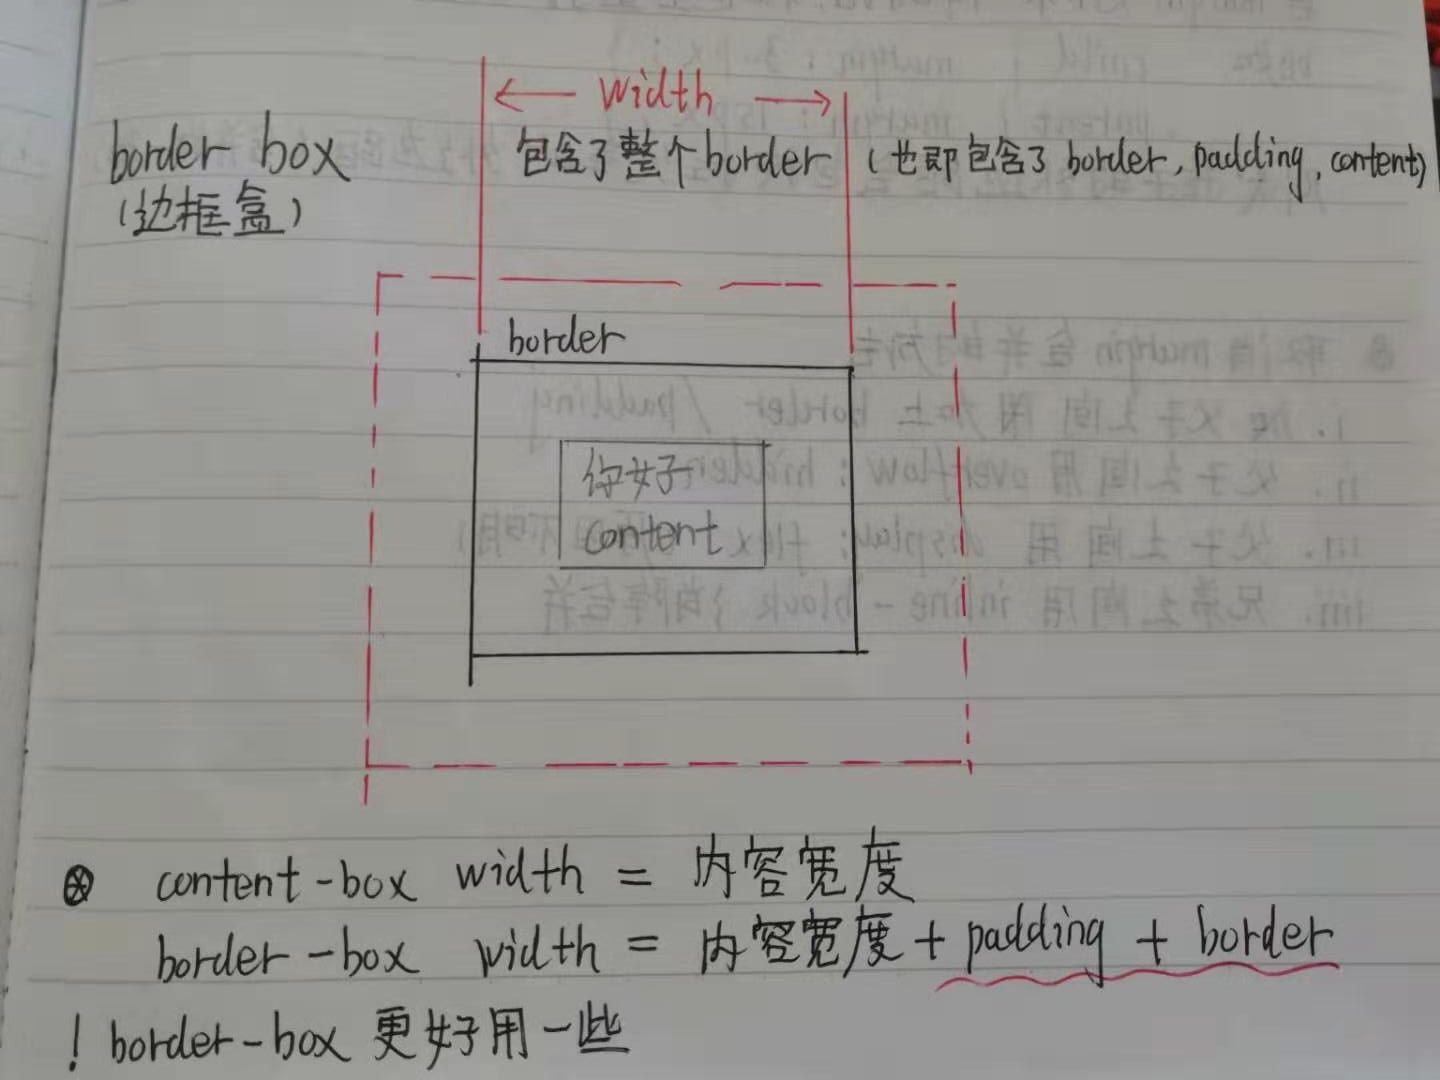 width
border box 包含了整个border (也即包含了 border, padding, content)
(边框盒)
border
你好
content
⊗ content-box width = 内容宽度
border-box width = 内容宽度 + padding + border
! border-box 更好用一些